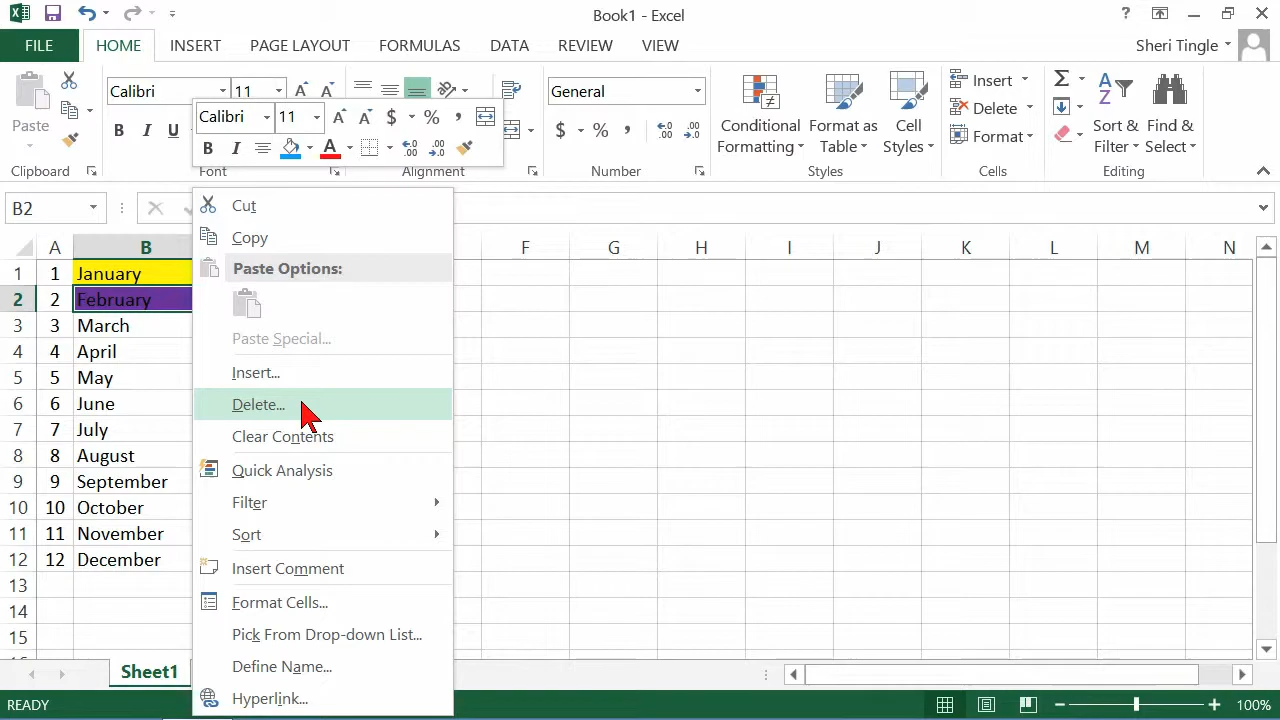 Book1 - Excel
?
FILE HOME INSERT PAGE LAYOUT FORMULAS DATA REVIEW VIEW Sheri Tingle
Paste
Clipboard
Calibri 11
B I U
Font
Calibri 11 $ % ,
B I A
Alignment
General
$ % ,
Number
Conditional Formatting
Format as Table
Cell Styles
Styles
Insert
Delete
Format
Cells
Sort & Filter
Find & Select
Editing
B2
A B F G H I J K L M N
1 1 January
2 2 February
3 3 March
4 4 April
5 5 May
6 6 June
7 7 July
8 8 August
9 9 September
10 10 October
11 11 November
12 12 December
13
14
15
Cut
Copy
Paste Options:
Paste Special...
Insert...
Delete...
Clear Contents
Quick Analysis
Filter
Sort
Insert Comment
Format Cells...
Pick From Drop-down List...
Define Name...
Hyperlink...
Sheet1
READY
100%